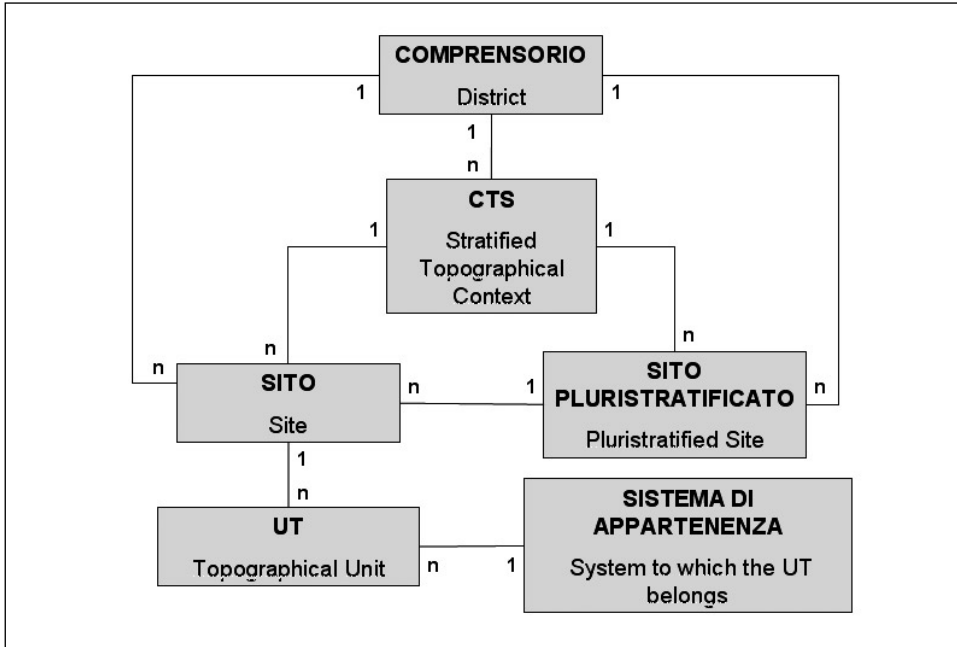 COMPRENSORIO
District
1
1
1
n
CTS
Stratified
Topographical
Context
1
1
n
n
n
n
SITO
Site
n
1
SITO
PLURISTRATIFICATO
Pluristratified Site
1
n
UT
Topographical Unit
n
1
SISTEMA DI
APPARTENENZA
System to which the UT
belongs